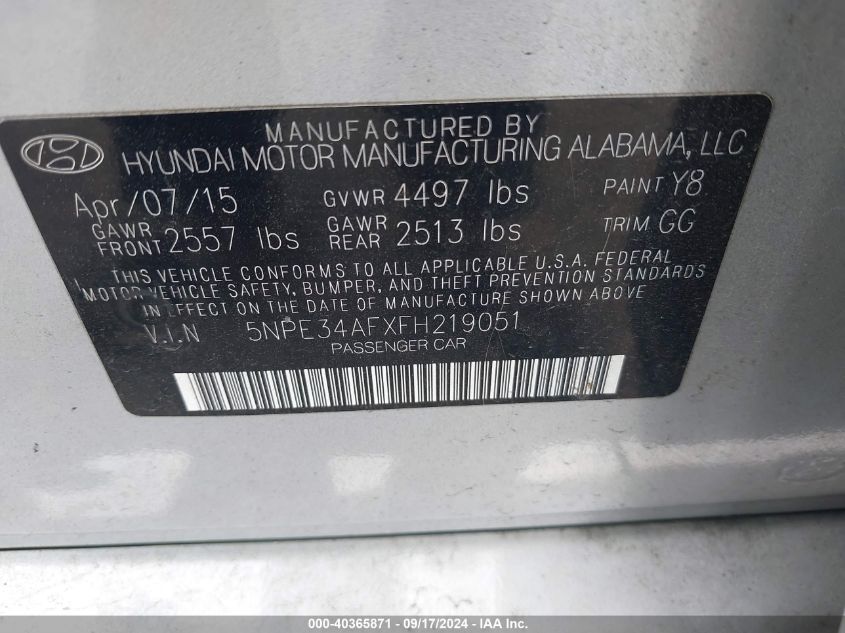 MANUFACTURED BY
HYUNDAI MOTOR MANUFACTURING ALABAMA, LLC
Apr/07/15 GVWR 4497 lbs PAINT Y8
GAWR FRONT 2557 lbs GAWR REAR 2513 lbs TRIM GG
THIS VEHICLE CONFORMS TO ALL APPLICABLE U.S.A. FEDERAL
MOTOR VEHICLE SAFETY, BUMPER, AND THEFT PREVENTION STANDARDS
IN EFFECT ON THE DATE OF MANUFACTURE SHOWN ABOVE
V.I.N 5NPE34AFXFH219051
PASSENGER CAR
000-40365871 - 09/17/2024 - IAAI.com